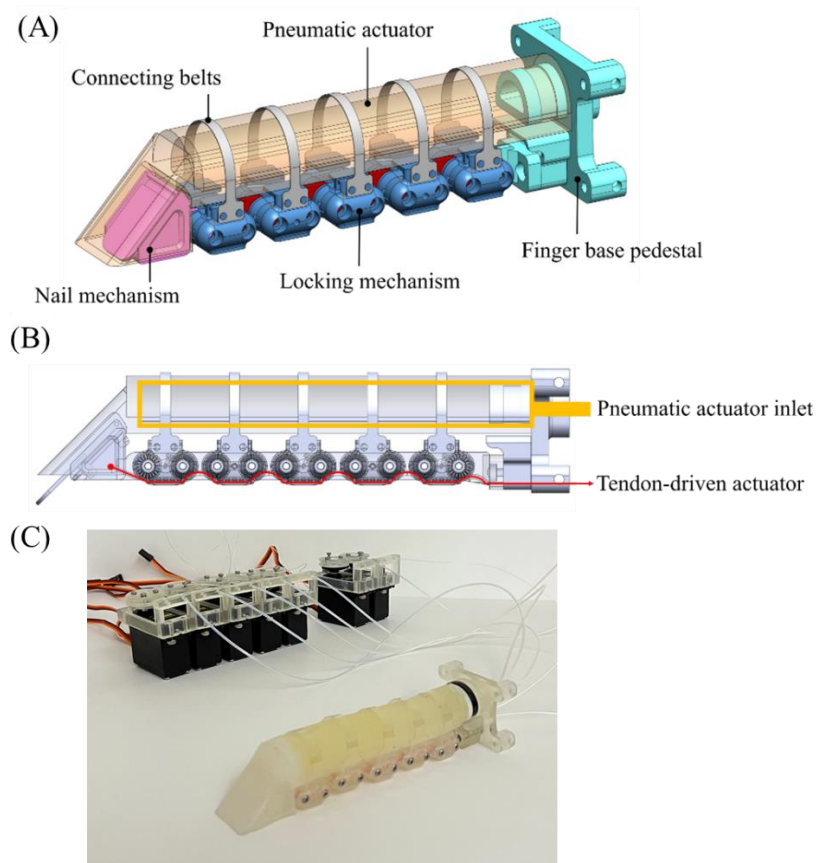 (A)
Pneumatic actuator
Connecting belts
Nail mechanism
Locking mechanism
Finger base pedestal
(B)
Pneumatic actuator inlet
Tendon-driven actuator
(C)